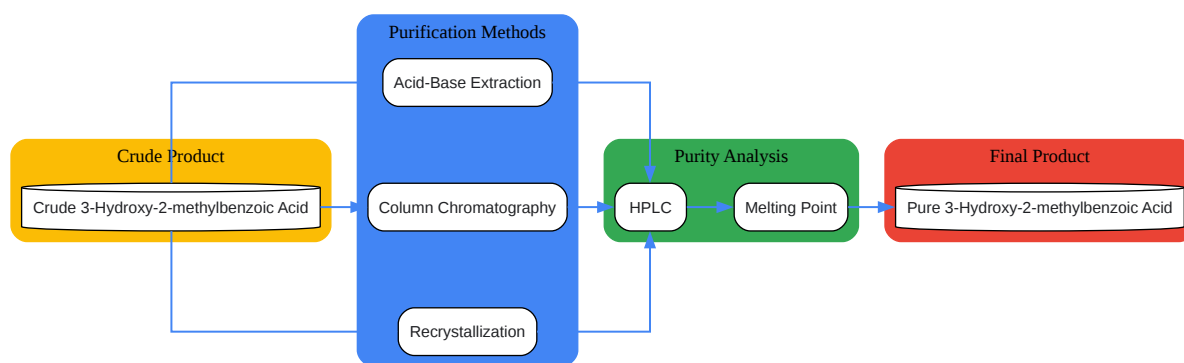 Purification Methods
Acid-Base Extraction
Crude Product
Crude 3-Hydroxy-2-methylbenzoic Acid
Column Chromatography
Recrystallization
Purity Analysis
HPLC
Melting Point
Final Product
Pure 3-Hydroxy-2-methylbenzoic Acid